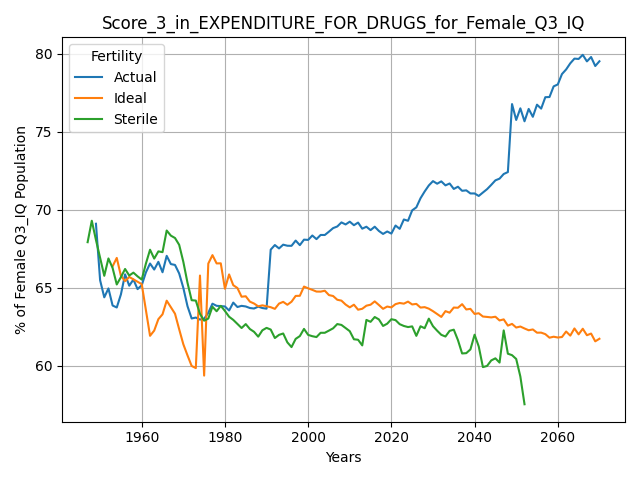 Score_3_in_EXPENDITURE_FOR_DRUGS_for_Female_Q3_IQ
Fertility
Actual
Ideal
Sterile
% of Female Q3_IQ Population
80
75
70
65
60
1960
1980
2000
2020
2040
2060
Years